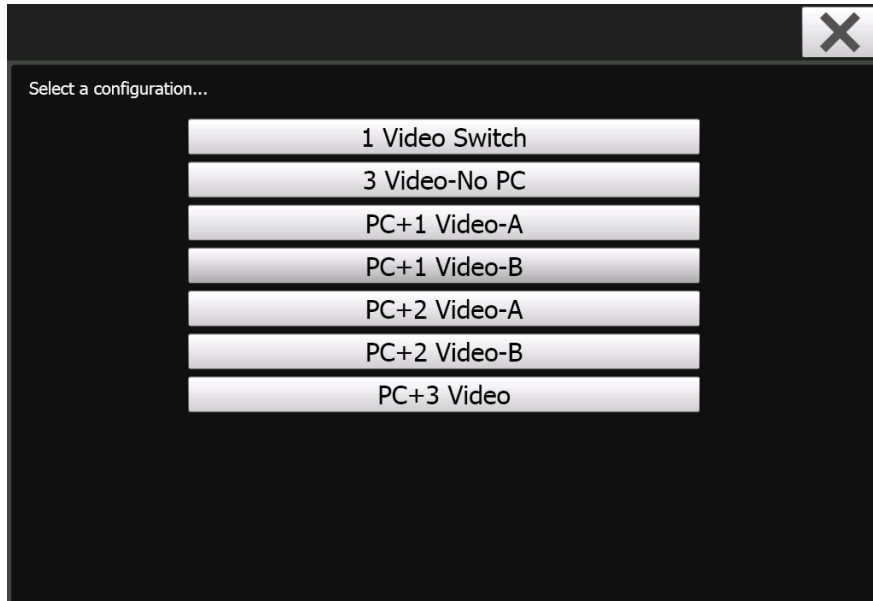 Select a configuration...
1 Video Switch
3 Video-No PC
PC+1 Video-A
PC+1 Video-B
PC+2 Video-A
PC+2 Video-B
PC+3 Video